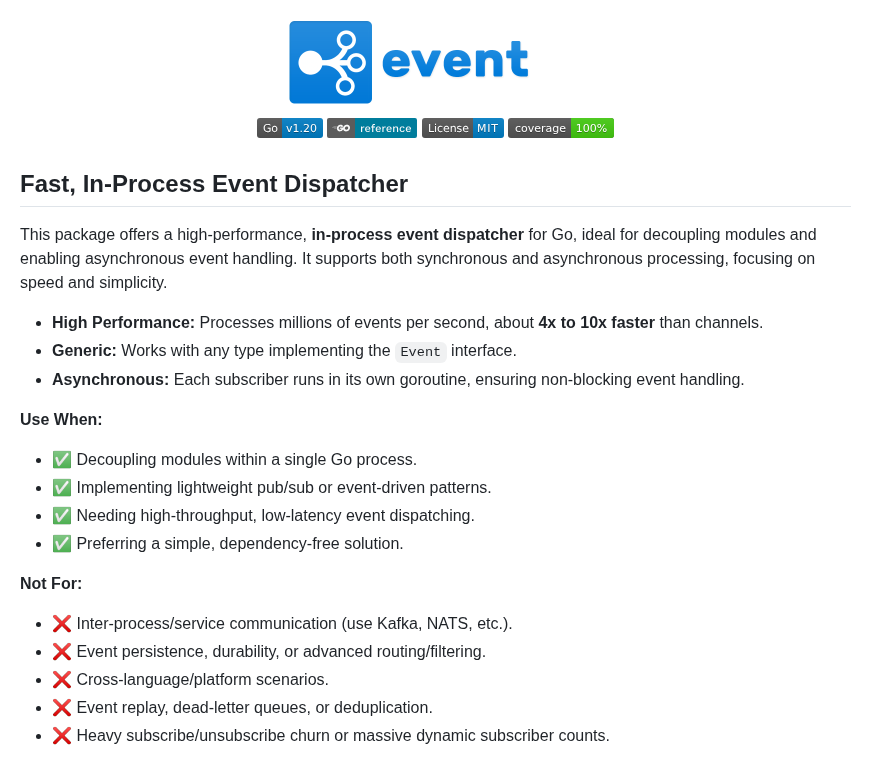 event
Go v1.20 GO reference License MIT coverage 100%
Fast, In-Process Event Dispatcher
This package offers a high-performance, in-process event dispatcher for Go, ideal for decoupling modules and
enabling asynchronous event handling. It supports both synchronous and asynchronous processing, focusing on
speed and simplicity.
• High Performance: Processes millions of events per second, about 4x to 10x faster than channels.
• Generic: Works with any type implementing the Event interface.
• Asynchronous: Each subscriber runs in its own goroutine, ensuring non-blocking event handling.
Use When:
• ✅ Decoupling modules within a single Go process.
• ✅ Implementing lightweight pub/sub or event-driven patterns.
• ✅ Needing high-throughput, low-latency event dispatching.
• ✅ Preferring a simple, dependency-free solution.
Not For:
• ❌ Inter-process/service communication (use Kafka, NATS, etc.).
• ❌ Event persistence, durability, or advanced routing/filtering.
• ❌ Cross-language/platform scenarios.
• ❌ Event replay, dead-letter queues, or deduplication.
• ❌ Heavy subscribe/unsubscribe churn or massive dynamic subscriber counts.